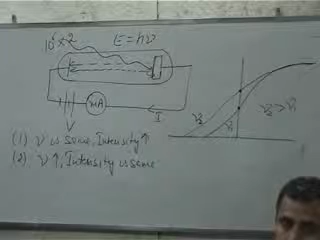 10⁶ × 2
E = hν
mA
I
ν₂
ν₁
ν₂ > ν₁
(1) ν is same, Intensity ↑
(2) ν ↑, Intensity is same